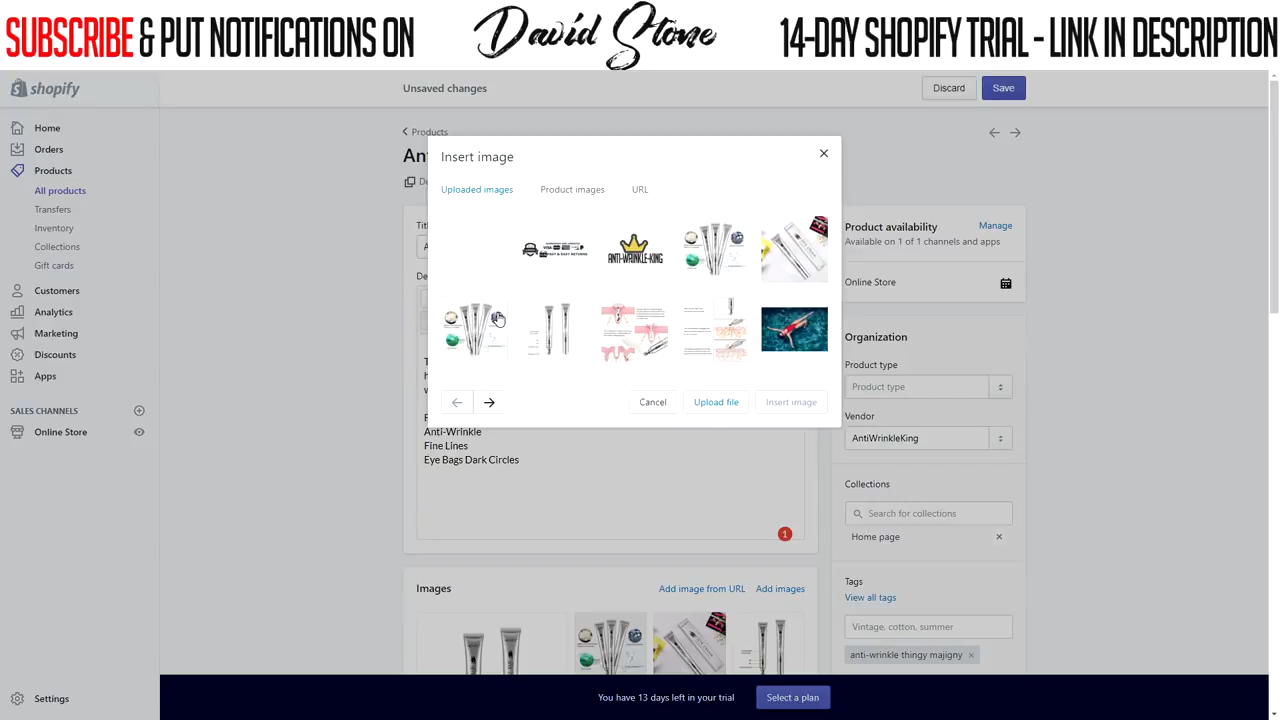 SUBSCRIBE & PUT NOTIFICATIONS ON
David Stone
14-DAY SHOPIFY TRIAL - LINK IN DESCRIPTION
shopify
Unsaved changes
Discard
Save
Home
Orders
Products
All products
Transfers
Inventory
Collections
Gift cards
Customers
Analytics
Marketing
Discounts
Apps
SALES CHANNELS
Online Store
Settings
Products
An
De
Insert image
Uploaded images
Product images
URL
ANTI-WRINKLE-KING
Cancel
Upload file
Insert image
Titl
A
De
Anti-Wrinkle
Fine Lines
Eye Bags Dark Circles
1
Images
Add image from URL
Add images
Product availability
Manage
Available on 1 of 1 channels and apps
Online Store
Organization
Product type
Product type
Vendor
AntiWrinkleKing
Collections
Search for collections
Home page
Tags
View all tags
Vintage, cotton, summer
anti-wrinkle thingy majigny
You have 13 days left in your trial
Select a plan